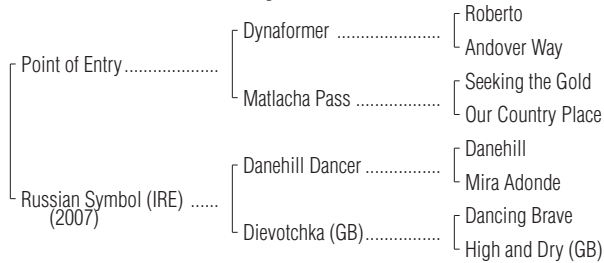 Roberto
Dynaformer ......................
Andover Way
Point of Entry....................
Seeking the Gold
Matlacha Pass ..................
Our Country Place
Danehill
Danehill Dancer ................
Mira Adonde
Russian Symbol (IRE) ......
(2007)
Dancing Brave
Dievotchka (GB)................
High and Dry (GB)